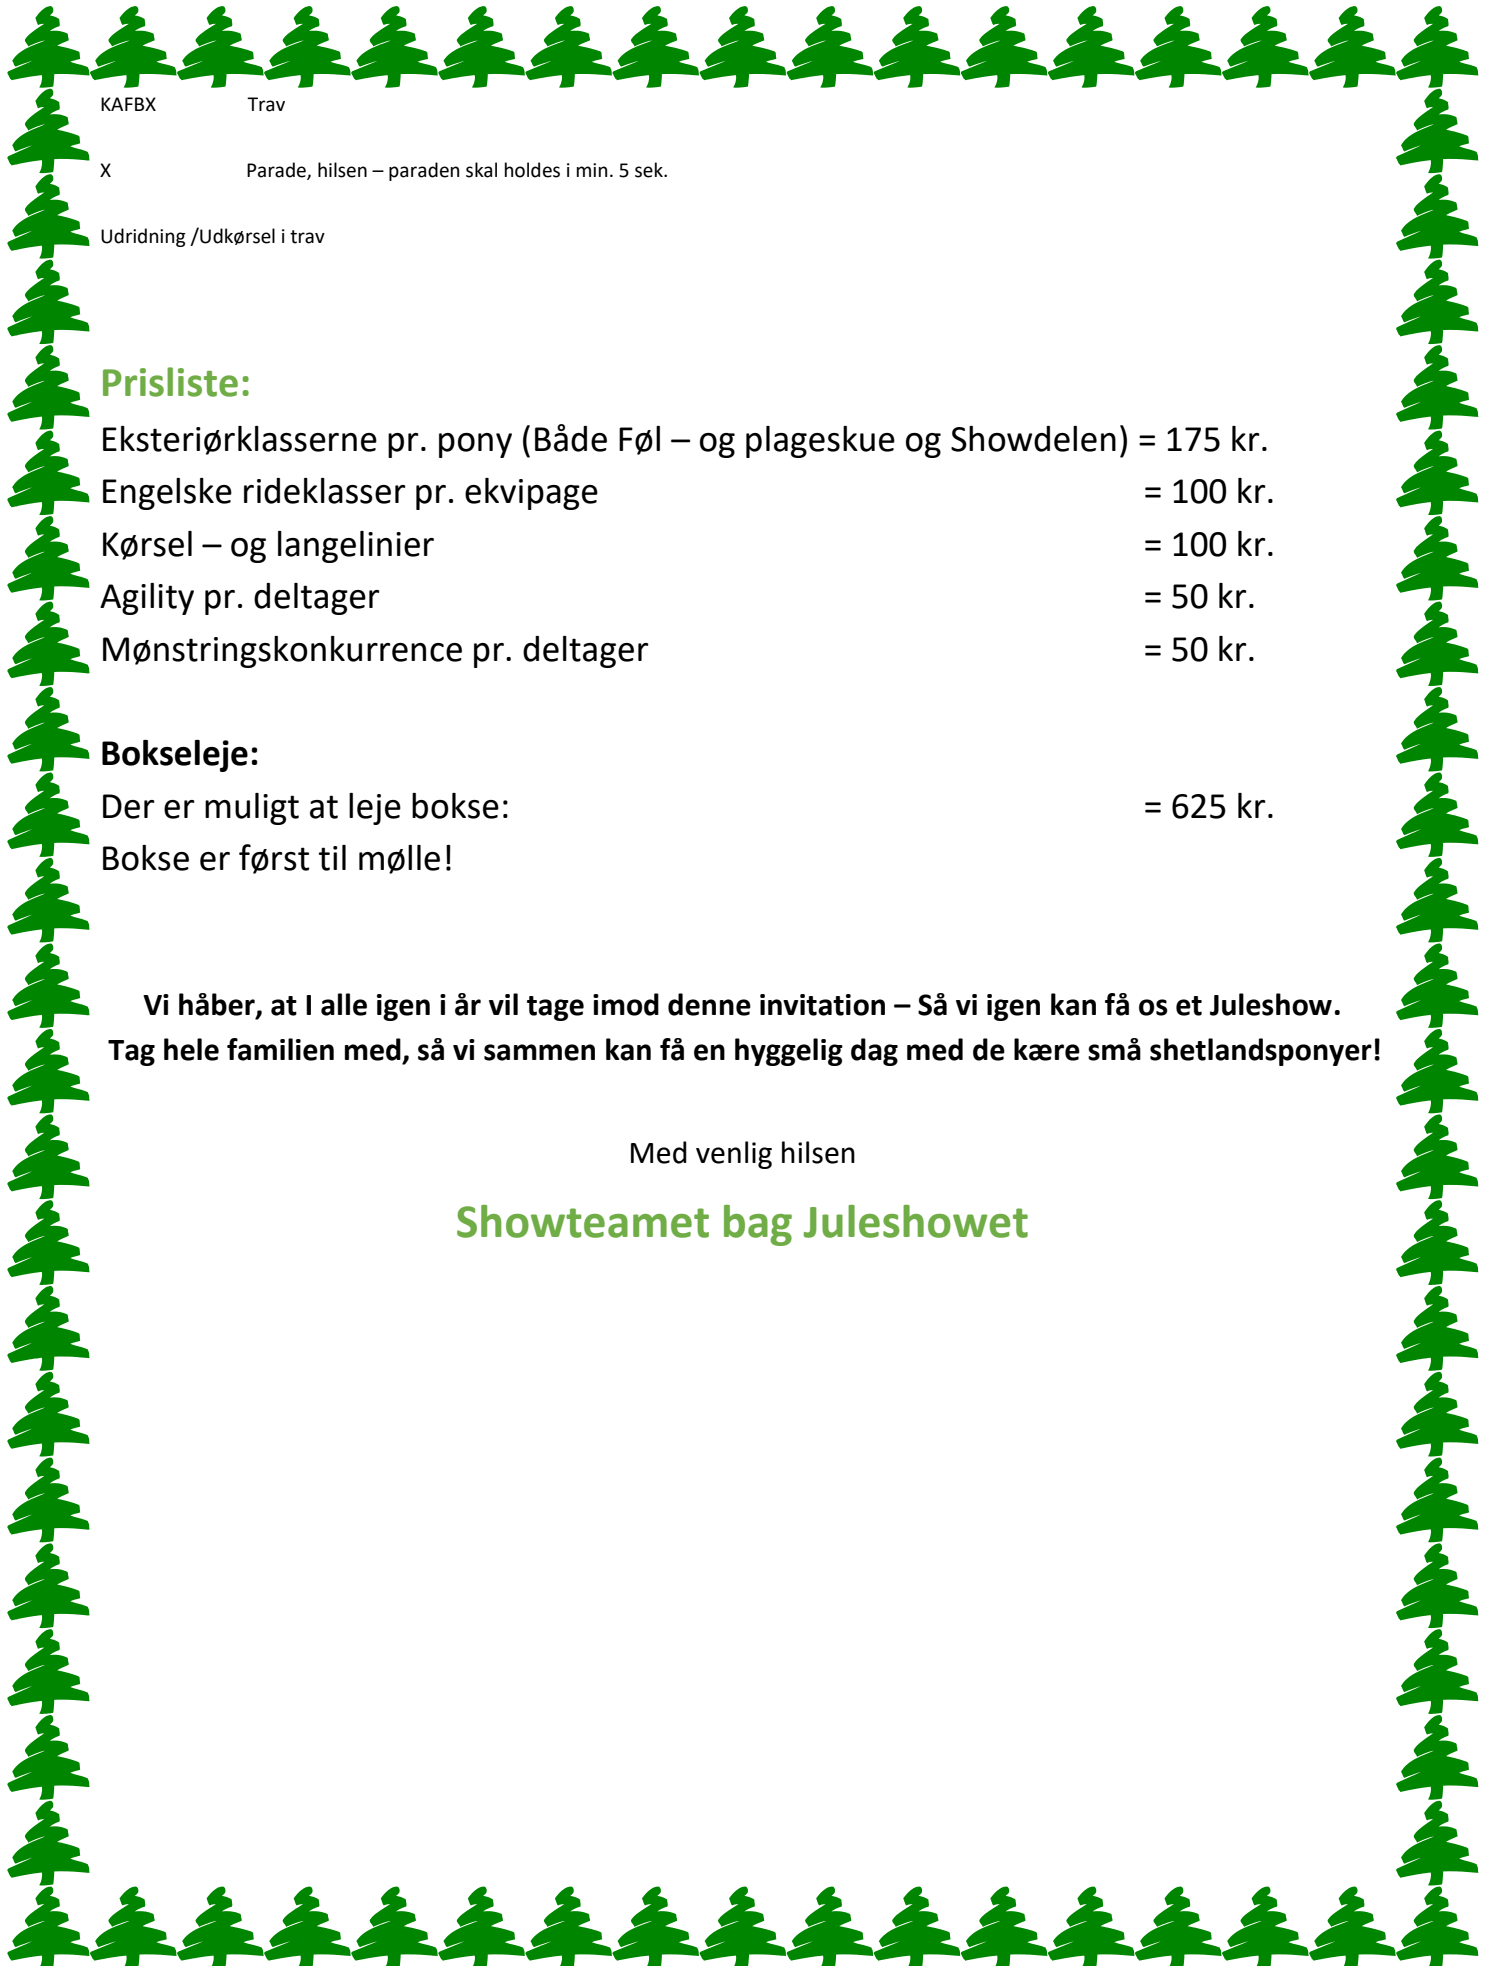 KAFBX Trav
X Parade, hilsen – paraden skal holdes i min. 5 sek.
Udridning /Udkørsel i trav
Prisliste:
Eksteriørklasserne pr. pony (Både Føl – og plageskue og Showdelen) = 175 kr.
Engelske rideklasser pr. ekvipage = 100 kr.
Kørsel – og langelinier = 100 kr.
Agility pr. deltager = 50 kr.
Mønstringskonkurrence pr. deltager = 50 kr.
Bokseleje:
Der er muligt at leje bokse: = 625 kr.
Bokse er først til mølle!
Vi håber, at I alle igen i år vil tage imod denne invitation – Så vi igen kan få os et Juleshow.
Tag hele familien med, så vi sammen kan få en hyggelig dag med de kære små shetlandsponyer!
Med venlig hilsen
Showteamet bag Juleshowet